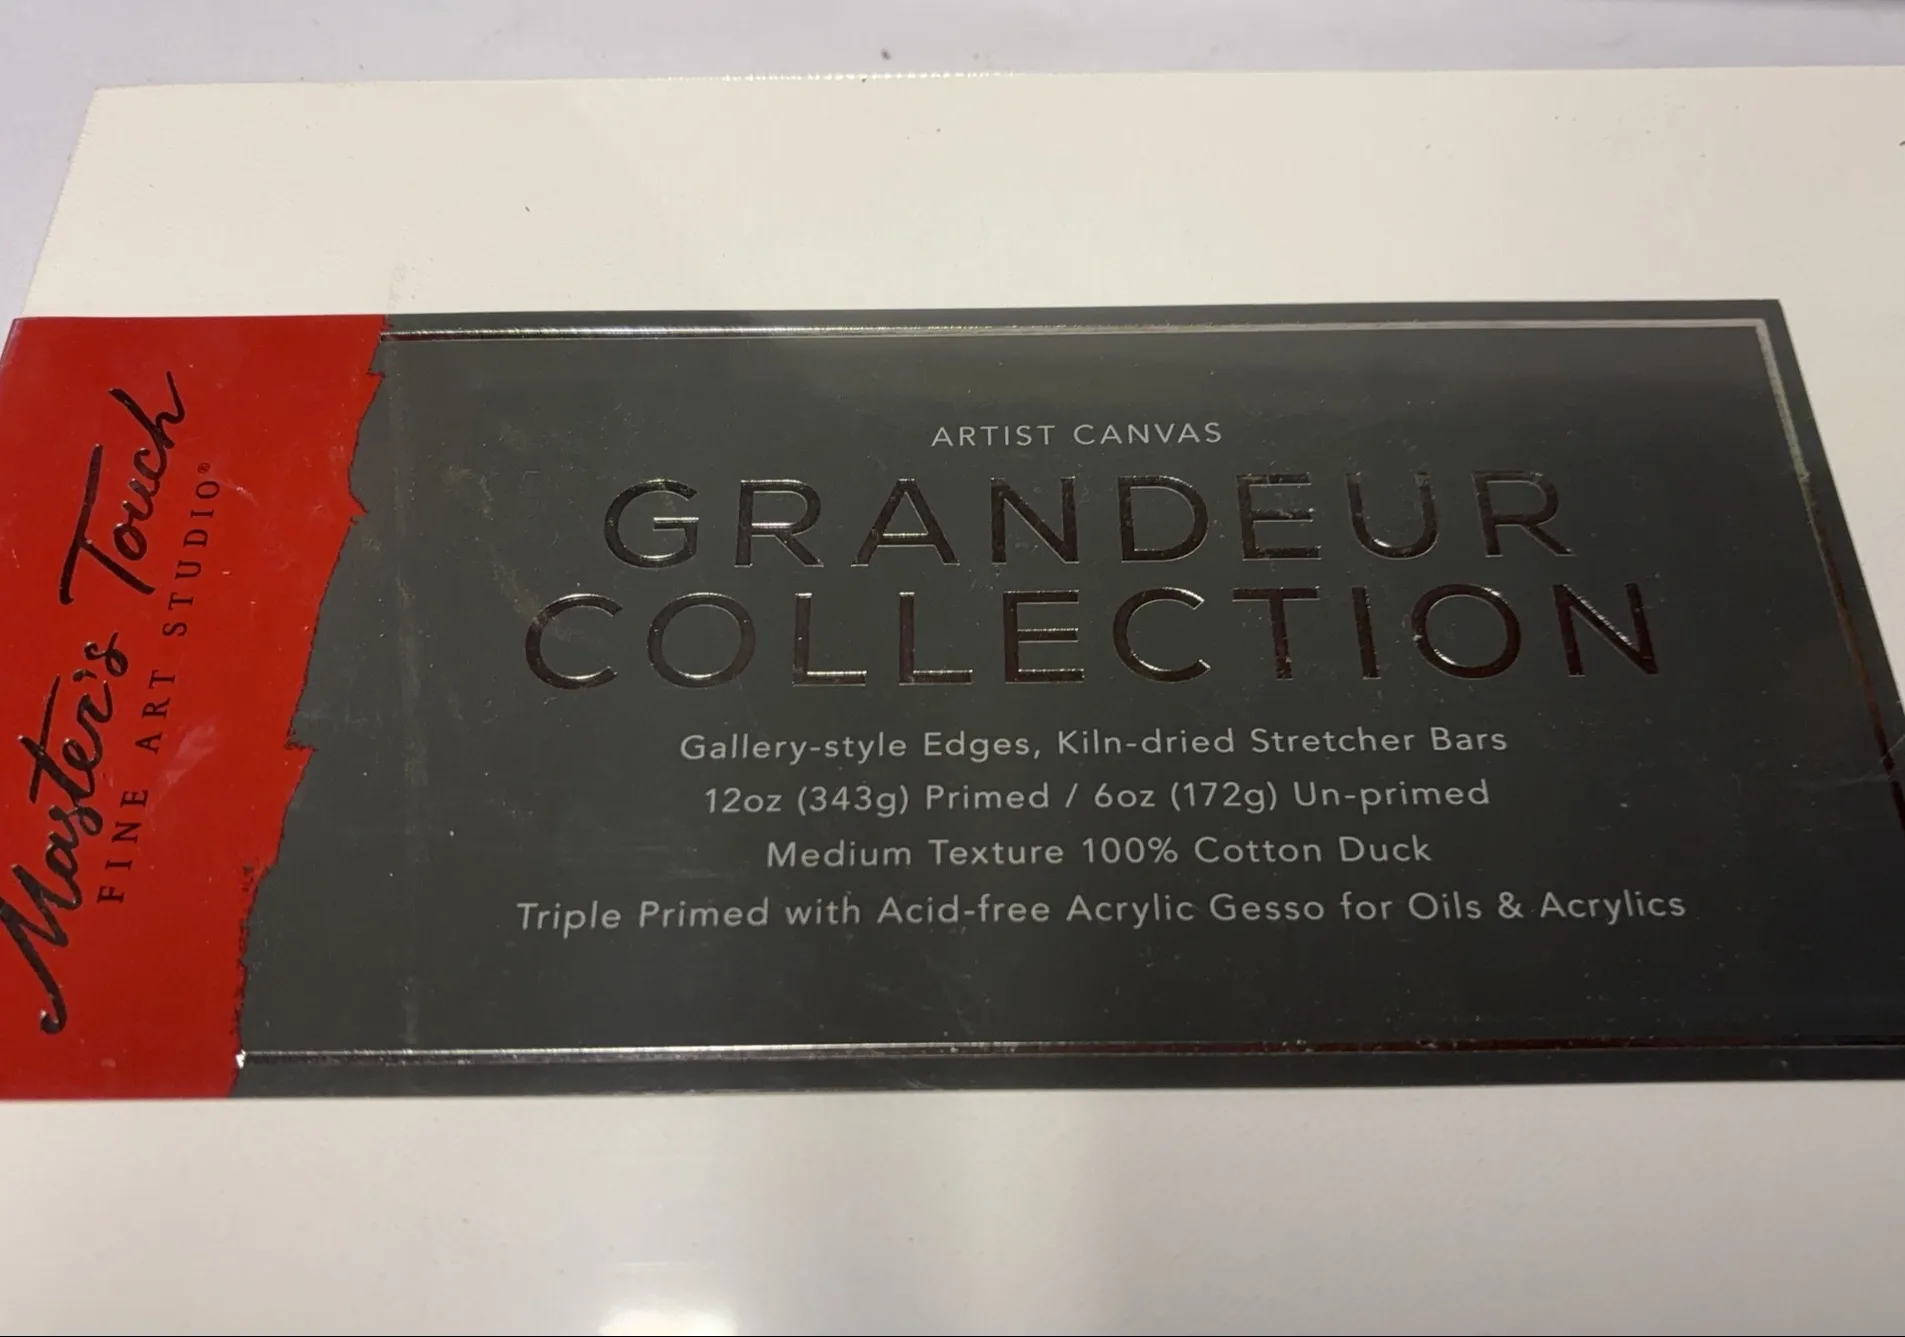 Master's Touch
FINE ART STUDIO®
ARTIST CANVAS
GRANDEUR
COLLECTION
Gallery-style Edges, Kiln-dried Stretcher Bars
12oz (343g) Primed / 6oz (172g) Un-primed
Medium Texture 100% Cotton Duck
Triple Primed with Acid-free Acrylic Gesso for Oils & Acrylics